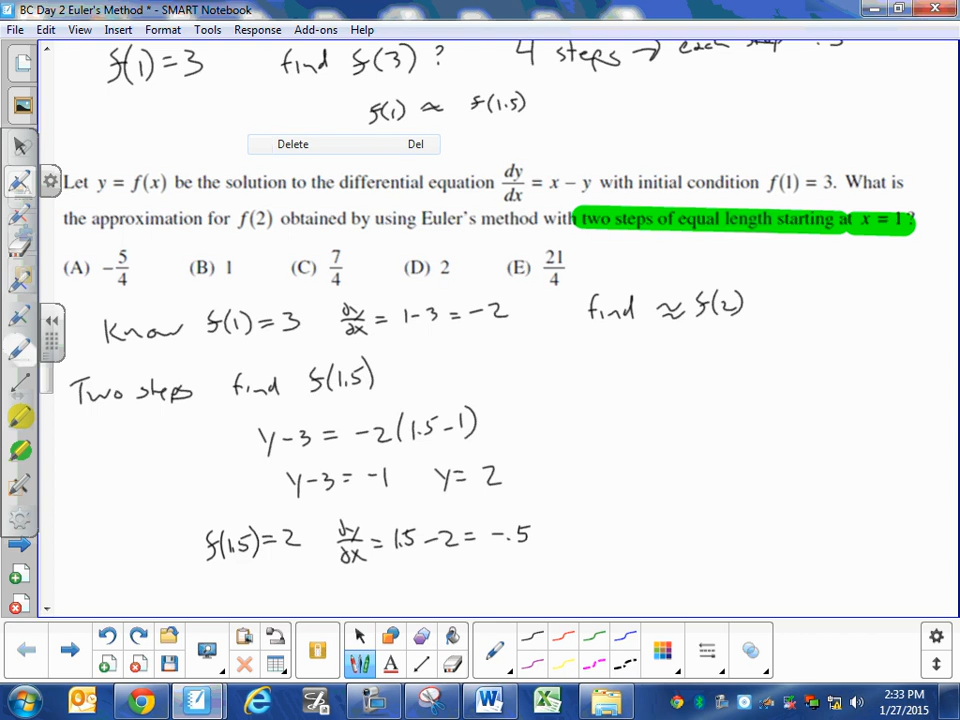 BC Day 2 Euler's Method * - SMART Notebook
File Edit View Insert Format Tools Response Add-ons Help
f(1) = 3 find f(3) ? 4 steps → each step .5
f(1) ≈ f(1.5)
Delete Del
Let y = f(x) be the solution to the differential equation dy/dx = x – y with initial condition f(1) = 3. What is
the approximation for f(2) obtained by using Euler's method with two steps of equal length starting at x = 1 ?
(A) –5/4 (B) 1 (C) 7/4 (D) 2 (E) 21/4
Know f(1) = 3 dy/dx = 1-3 = -2 find ≈ f(2)
Two steps find f(1.5)
y-3 = -2(1.5-1)
y-3 = -1 y = 2
f(1.5) = 2 dy/dx = 1.5 - 2 = -.5
2:33 PM
1/27/2015